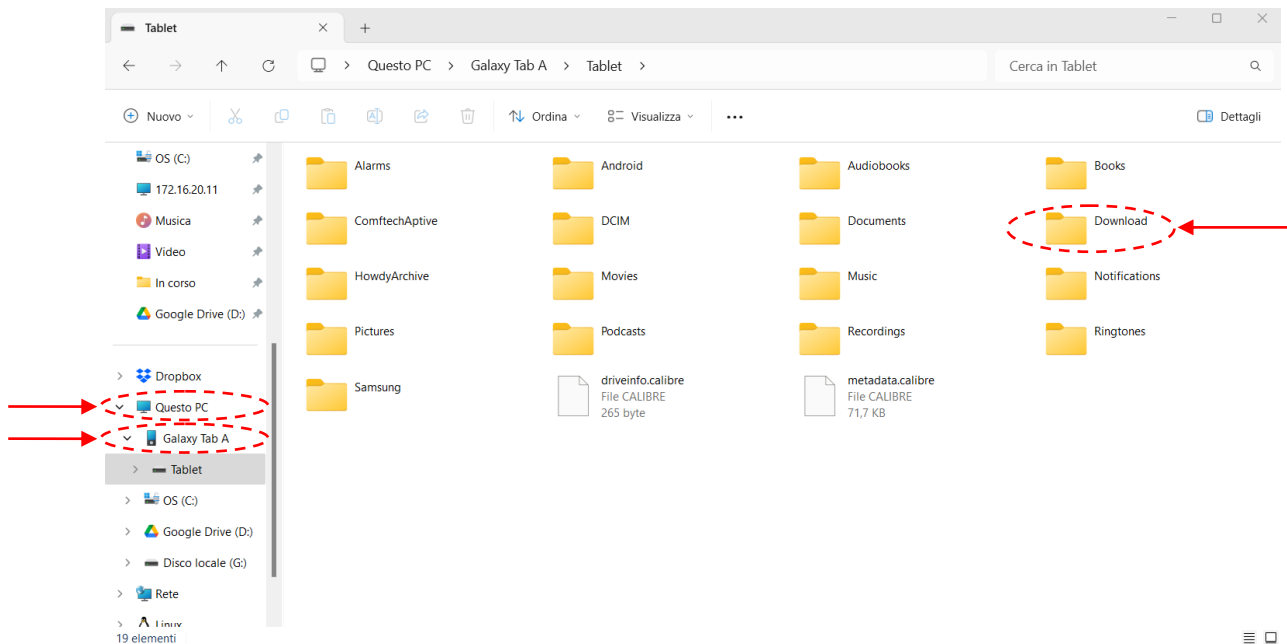 Tablet
Questo PC > Galaxy Tab A > Tablet >
Cerca in Tablet
Nuovo
Ordina
Visualizza
Dettagli
OS (C:)
172.16.20.11
Musica
Video
In corso
Google Drive (D:)
Dropbox
Questo PC
Galaxy Tab A
Tablet
OS (C:)
Google Drive (D:)
Disco locale (G:)
Rete
Linux
Alarms
Android
Audiobooks
Books
ComftechAptive
DCIM
Documents
Download
HowdyArchive
Movies
Music
Notifications
Pictures
Podcasts
Recordings
Ringtones
Samsung
driveinfo.calibre
File CALIBRE
265 byte
metadata.calibre
File CALIBRE
71,7 KB
19 elementi